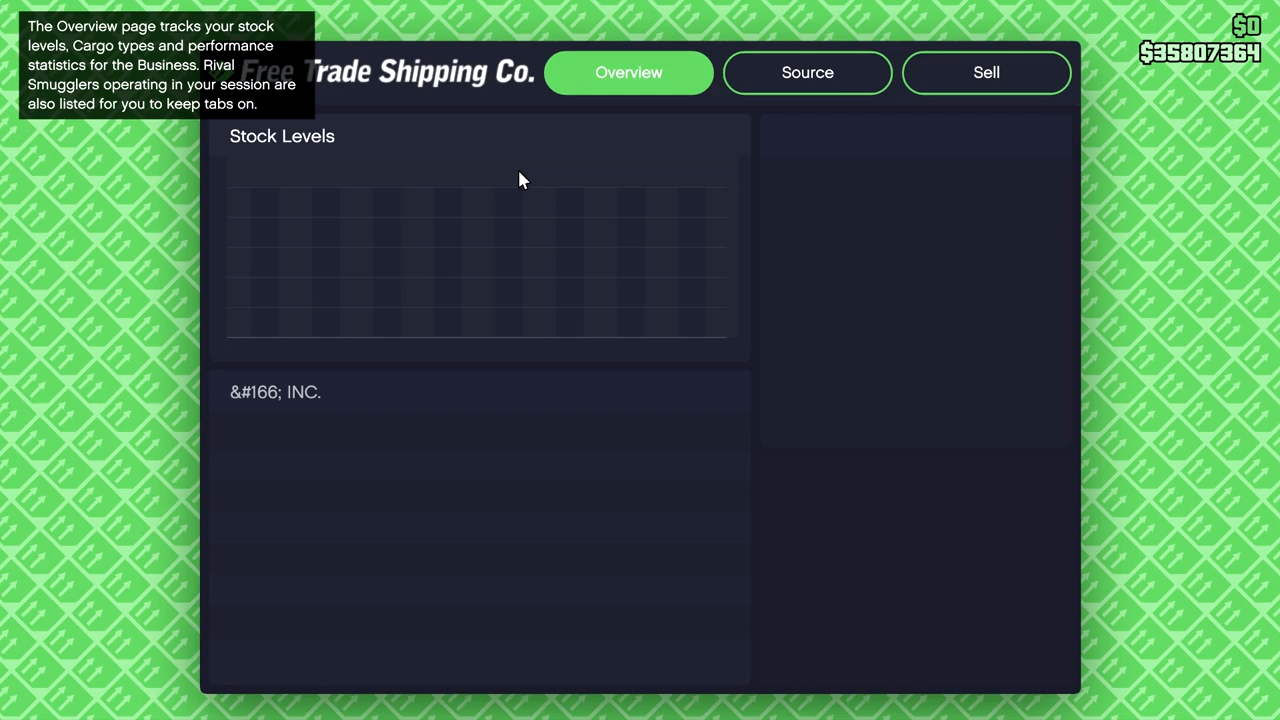 The Overview page tracks your stock
levels, Cargo types and performance
statistics for the Business. Rival
Smugglers operating in your session are
also listed for you to keep tabs on.
$0
$35807364
Free Trade Shipping Co.
Overview
Source
Sell
Stock Levels
&#166; INC.